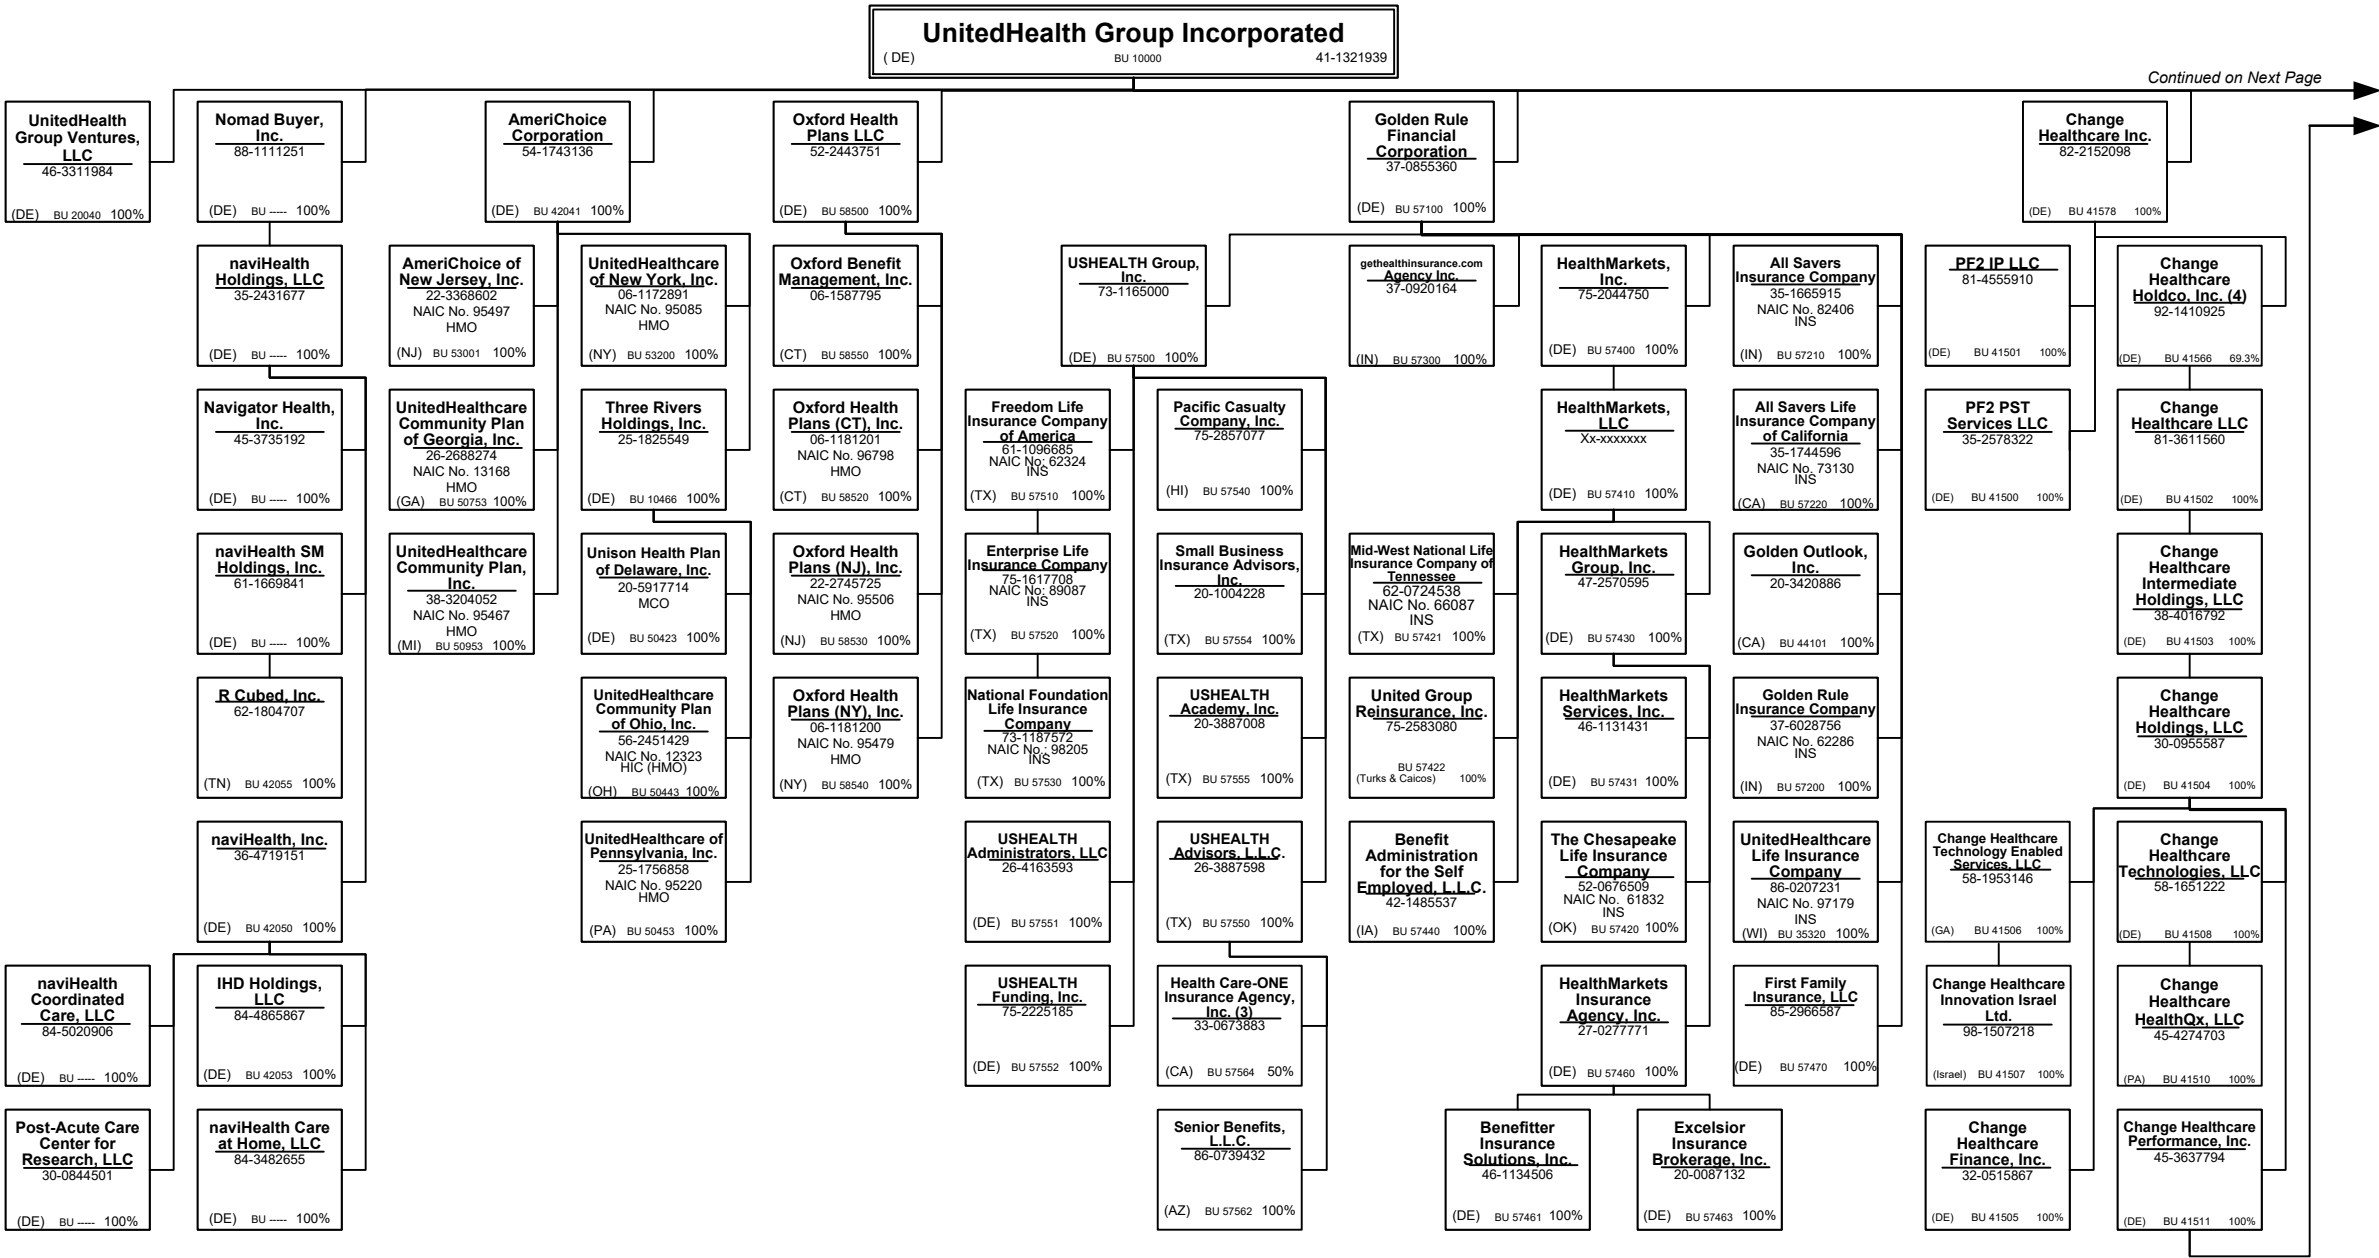 UnitedHealth Group Incorporated
( DE) BU 10000 41-1321939
Continued on Next Page
UnitedHealth
Group Ventures,
LLC
46-3311984
(DE) BU 20040 100%
Nomad Buyer,
Inc.
88-1111251
(DE) BU ----- 100%
AmeriChoice
Corporation
54-1743136
(DE) BU 42041 100%
Oxford Health
Plans LLC
52-2443751
(DE) BU 58500 100%
Golden Rule
Financial
Corporation
37-0855360
(DE) BU 57100 100%
Change
Healthcare Inc.
82-2152098
(DE) BU 41578 100%
naviHealth
Holdings, LLC
35-2431677
(DE) BU ----- 100%
AmeriChoice of
New Jersey, Inc.
22-3368602
NAIC No. 95497
HMO
(NJ) BU 53001 100%
UnitedHealthcare
of New York, Inc.
06-1172891
NAIC No. 95085
HMO
(NY) BU 53200 100%
Oxford Benefit
Management, Inc.
06-1587795
(CT) BU 58550 100%
USHEALTH Group,
Inc.
73-1165000
(DE) BU 57500 100%
gethealthinsurance.com
Agency Inc.
37-0920164
(IN) BU 57300 100%
HealthMarkets,
Inc.
75-2044750
(DE) BU 57400 100%
All Savers
Insurance Company
35-1665915
NAIC No. 82406
INS
(IN) BU 57210 100%
PF2 IP LLC
81-4555910
(DE) BU 41501 100%
Change
Healthcare
Holdco, Inc. (4)
92-1410925
(DE) BU 41566 69.3%
Navigator Health,
Inc.
45-3735192
(DE) BU ----- 100%
UnitedHealthcare
Community Plan
of Georgia, Inc.
26-2688274
NAIC No. 13168
HMO
(GA) BU 50753 100%
Three Rivers
Holdings, Inc.
25-1825549
(DE) BU 10466 100%
Oxford Health
Plans (CT), Inc.
06-1181201
NAIC No. 96798
HMO
(CT) BU 58520 100%
Freedom Life
Insurance Company
of America
61-1096685
NAIC No: 62324
INS
(TX) BU 57510 100%
Pacific Casualty
Company, Inc.
75-2857077
(HI) BU 57540 100%
HealthMarkets,
LLC
Xx-xxxxxxx
(DE) BU 57410 100%
All Savers Life
Insurance Company
of California
35-1744596
NAIC No. 73130
INS
(CA) BU 57220 100%
PF2 PST
Services LLC
35-2578322
(DE) BU 41500 100%
Change
Healthcare LLC
81-3611560
(DE) BU 41502 100%
naviHealth SM
Holdings, Inc.
61-1669841
(DE) BU ----- 100%
UnitedHealthcare
Community Plan,
Inc.
38-3204052
NAIC No. 95467
HMO
(MI) BU 50953 100%
Unison Health Plan
of Delaware, Inc.
20-5917714
MCO
(DE) BU 50423 100%
Oxford Health
Plans (NJ), Inc.
22-2745725
NAIC No. 95506
HMO
(NJ) BU 58530 100%
Enterprise Life
Insurance Company
75-1617708
NAIC No: 89087
INS
(TX) BU 57520 100%
Small Business
Insurance Advisors,
Inc.
20-1004228
(TX) BU 57554 100%
Mid-West National Life
Insurance Company of
Tennessee
62-0724538
NAIC No. 66087
INS
(TX) BU 57421 100%
HealthMarkets
Group, Inc.
47-2570595
(DE) BU 57430 100%
Golden Outlook,
Inc.
20-3420886
(CA) BU 44101 100%
Change
Healthcare
Intermediate
Holdings, LLC
38-4016792
(DE) BU 41503 100%
R Cubed, Inc.
62-1804707
(TN) BU 42055 100%
UnitedHealthcare
Community Plan
of Ohio, Inc.
56-2451429
NAIC No. 12323
HIC (HMO)
(OH) BU 50443 100%
Oxford Health
Plans (NY), Inc.
06-1181200
NAIC No. 95479
HMO
(NY) BU 58540 100%
National Foundation
Life Insurance
Company
73-1187572
NAIC No.: 98205
INS
(TX) BU 57530 100%
USHEALTH
Academy, Inc.
20-3887008
(TX) BU 57555 100%
United Group
Reinsurance, Inc.
75-2583080
BU 57422
(Turks & Caicos) 100%
HealthMarkets
Services, Inc.
46-1131431
(DE) BU 57431 100%
Golden Rule
Insurance Company
37-6028756
NAIC No. 62286
INS
(IN) BU 57200 100%
Change
Healthcare
Holdings, LLC
30-0955587
(DE) BU 41504 100%
naviHealth, Inc.
36-4719151
(DE) BU 42050 100%
UnitedHealthcare of
Pennsylvania, Inc.
25-1756858
NAIC No. 95220
HMO
(PA) BU 50453 100%
USHEALTH
Administrators, LLC
26-4163593
(DE) BU 57551 100%
USHEALTH
Advisors, L.L.C.
26-3887598
(TX) BU 57550 100%
Benefit
Administration
for the Self
Employed, L.L.C.
42-1485537
(IA) BU 57440 100%
The Chesapeake
Life Insurance
Company
52-0676509
NAIC No. 61832
INS
(OK) BU 57420 100%
UnitedHealthcare
Life Insurance
Company
86-0207231
NAIC No. 97179
INS
(WI) BU 35320 100%
Change Healthcare
Technology Enabled
Services, LLC
58-1953146
(GA) BU 41506 100%
Change
Healthcare
Technologies, LLC
58-1651222
(DE) BU 41508 100%
naviHealth
Coordinated
Care, LLC
84-5020906
(DE) BU ----- 100%
IHD Holdings,
LLC
84-4865867
(DE) BU 42053 100%
USHEALTH
Funding, Inc.
75-2225185
(DE) BU 57552 100%
Health Care-ONE
Insurance Agency,
Inc. (3)
33-0673883
(CA) BU 57564 50%
HealthMarkets
Insurance
Agency, Inc.
27-0277771
(DE) BU 57460 100%
First Family
Insurance, LLC
85-2966587
(DE) BU 57470 100%
Change Healthcare
Innovation Israel
Ltd.
98-1507218
(Israel) BU 41507 100%
Change
Healthcare
HealthQx, LLC
45-4274703
(PA) BU 41510 100%
Post-Acute Care
Center for
Research, LLC
30-0844501
(DE) BU ----- 100%
naviHealth Care
at Home, LLC
84-3482655
(DE) BU ----- 100%
Senior Benefits,
L.L.C.
86-0739432
(AZ) BU 57562 100%
Benefitter
Insurance
Solutions, Inc.
46-1134506
(DE) BU 57461 100%
Excelsior
Insurance
Brokerage, Inc.
20-0087132
(DE) BU 57463 100%
Change
Healthcare
Finance, Inc.
32-0515867
(DE) BU 41505 100%
Change Healthcare
Performance, Inc.
45-3637794
(DE) BU 41511 100%